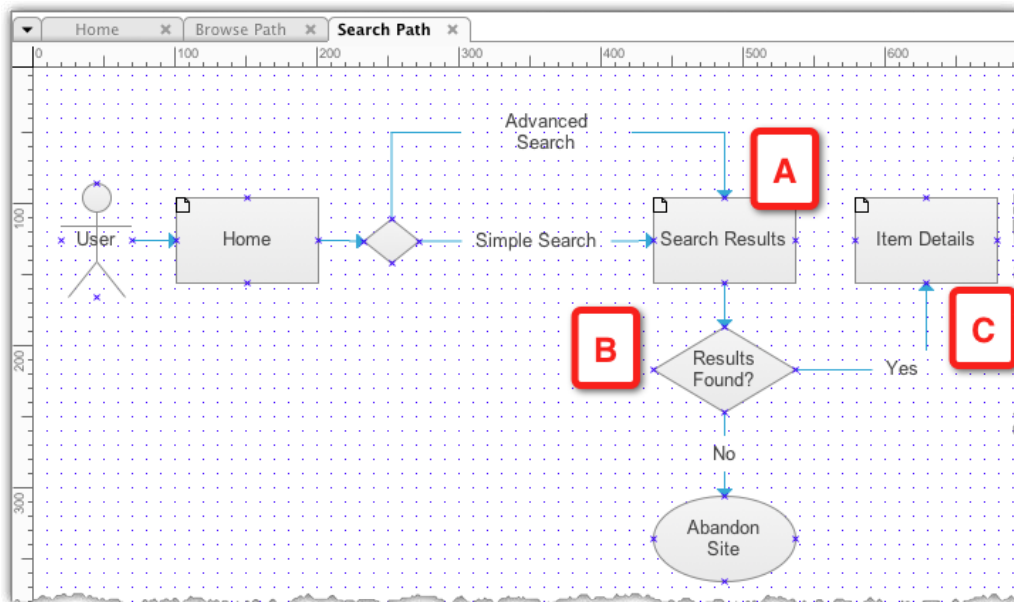 Home
Browse Path
Search Path
0
100
200
300
400
500
600
100
200
300
Advanced
Search
A
User
Home
Simple Search
Search Results
Item Details
B
C
Results
Found?
Yes
No
Abandon
Site